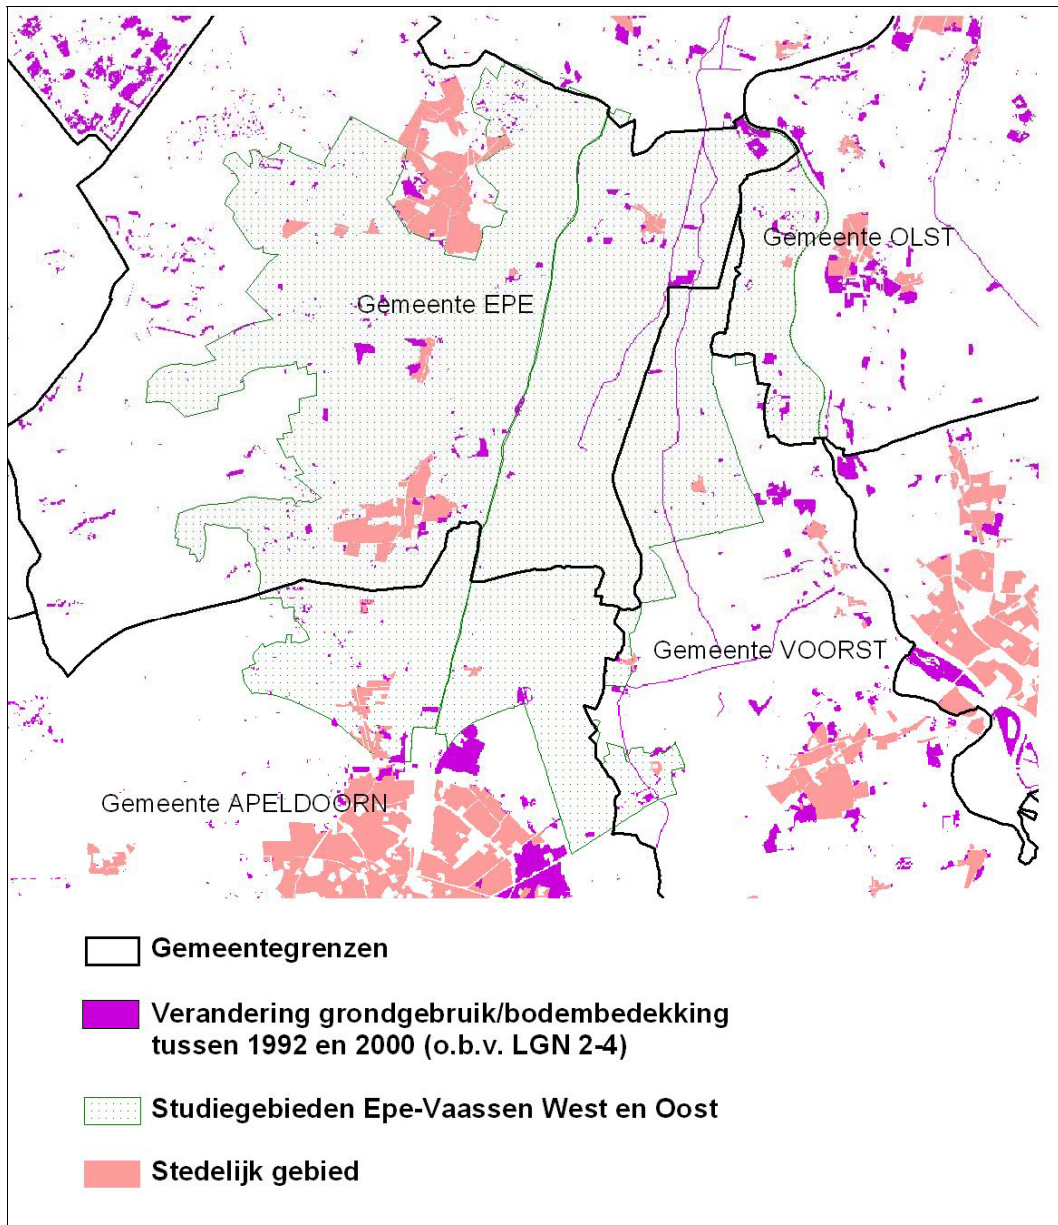 Gemeente OLST
Gemeente EPE
Gemeente VOORST
Gemeente APELDOORN
Gemeentegrenzen
Verandering grondgebruik/bodembedekking
tussen 1992 en 2000 (o.b.v. LGN 2-4)
Studiegebieden Epe-Vaassen West en Oost
Stedelijk gebied